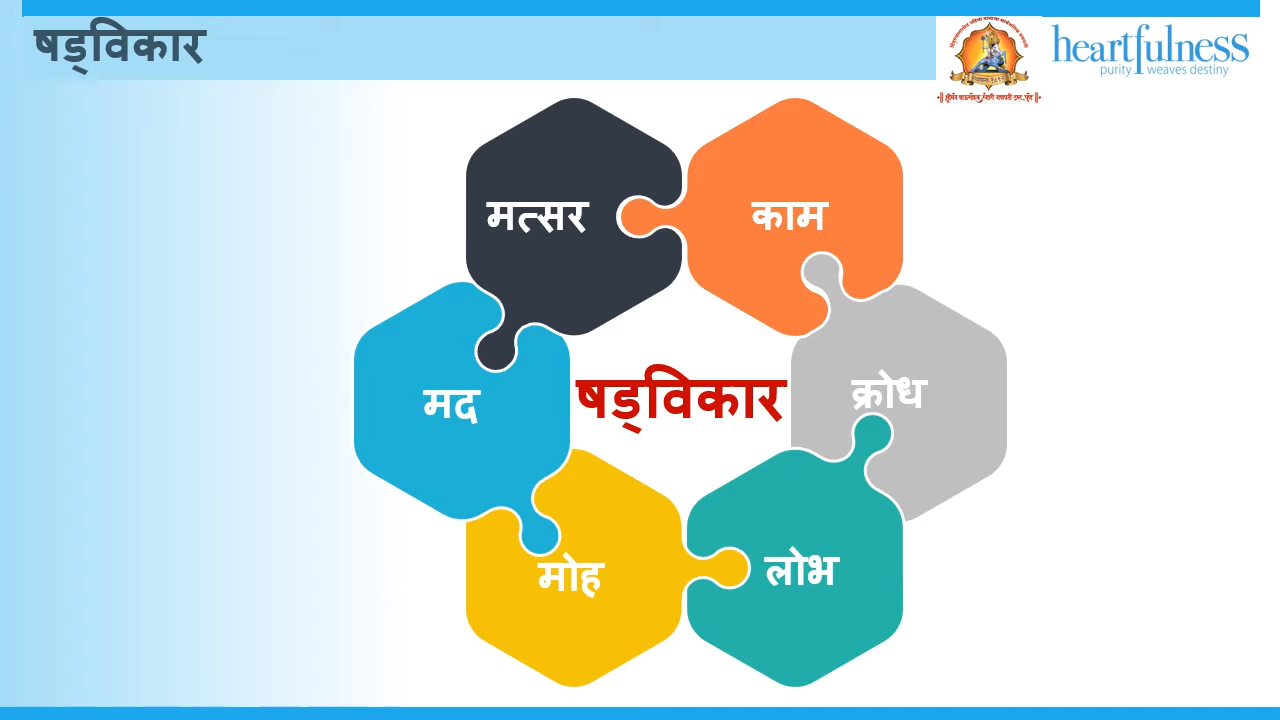 षड्विकार
heartfulness
purity weaves destiny
मत्सर
काम
मद
षड्विकार
क्रोध
मोह
लोभ